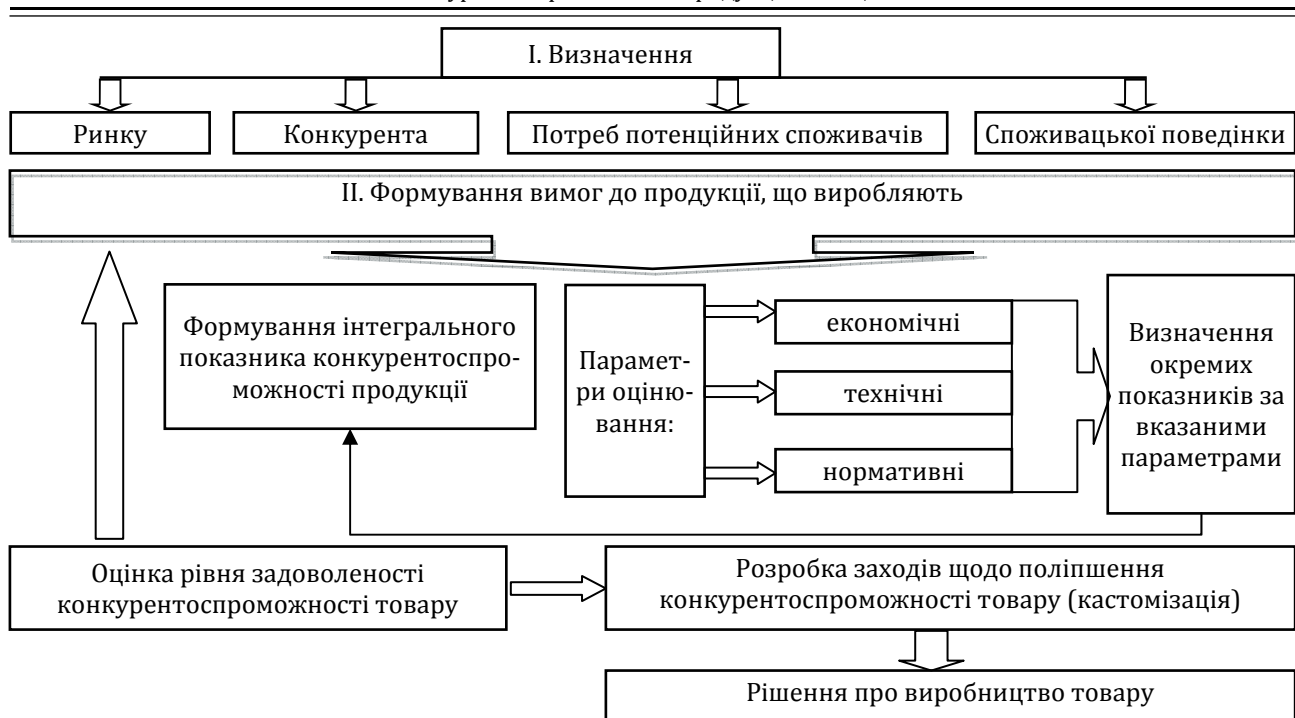 І. Визначення
Ринку
Конкурента
Потреб потенційних споживачів
Споживацької поведінки
ІІ. Формування вимог до продукції, що виробляють
Формування інтегрального
показника конкурентоспро-
можності продукції
Парамет-
ри оціню-
вання:
економічні
технічні
нормативні
Визначення
окремих
показників за
вказаними
параметрами
Оцінка рівня задоволеності
конкурентоспроможності товару
Розробка заходів щодо поліпшення
конкурентоспроможності товару (кастомізація)
Рішення про виробництво товару